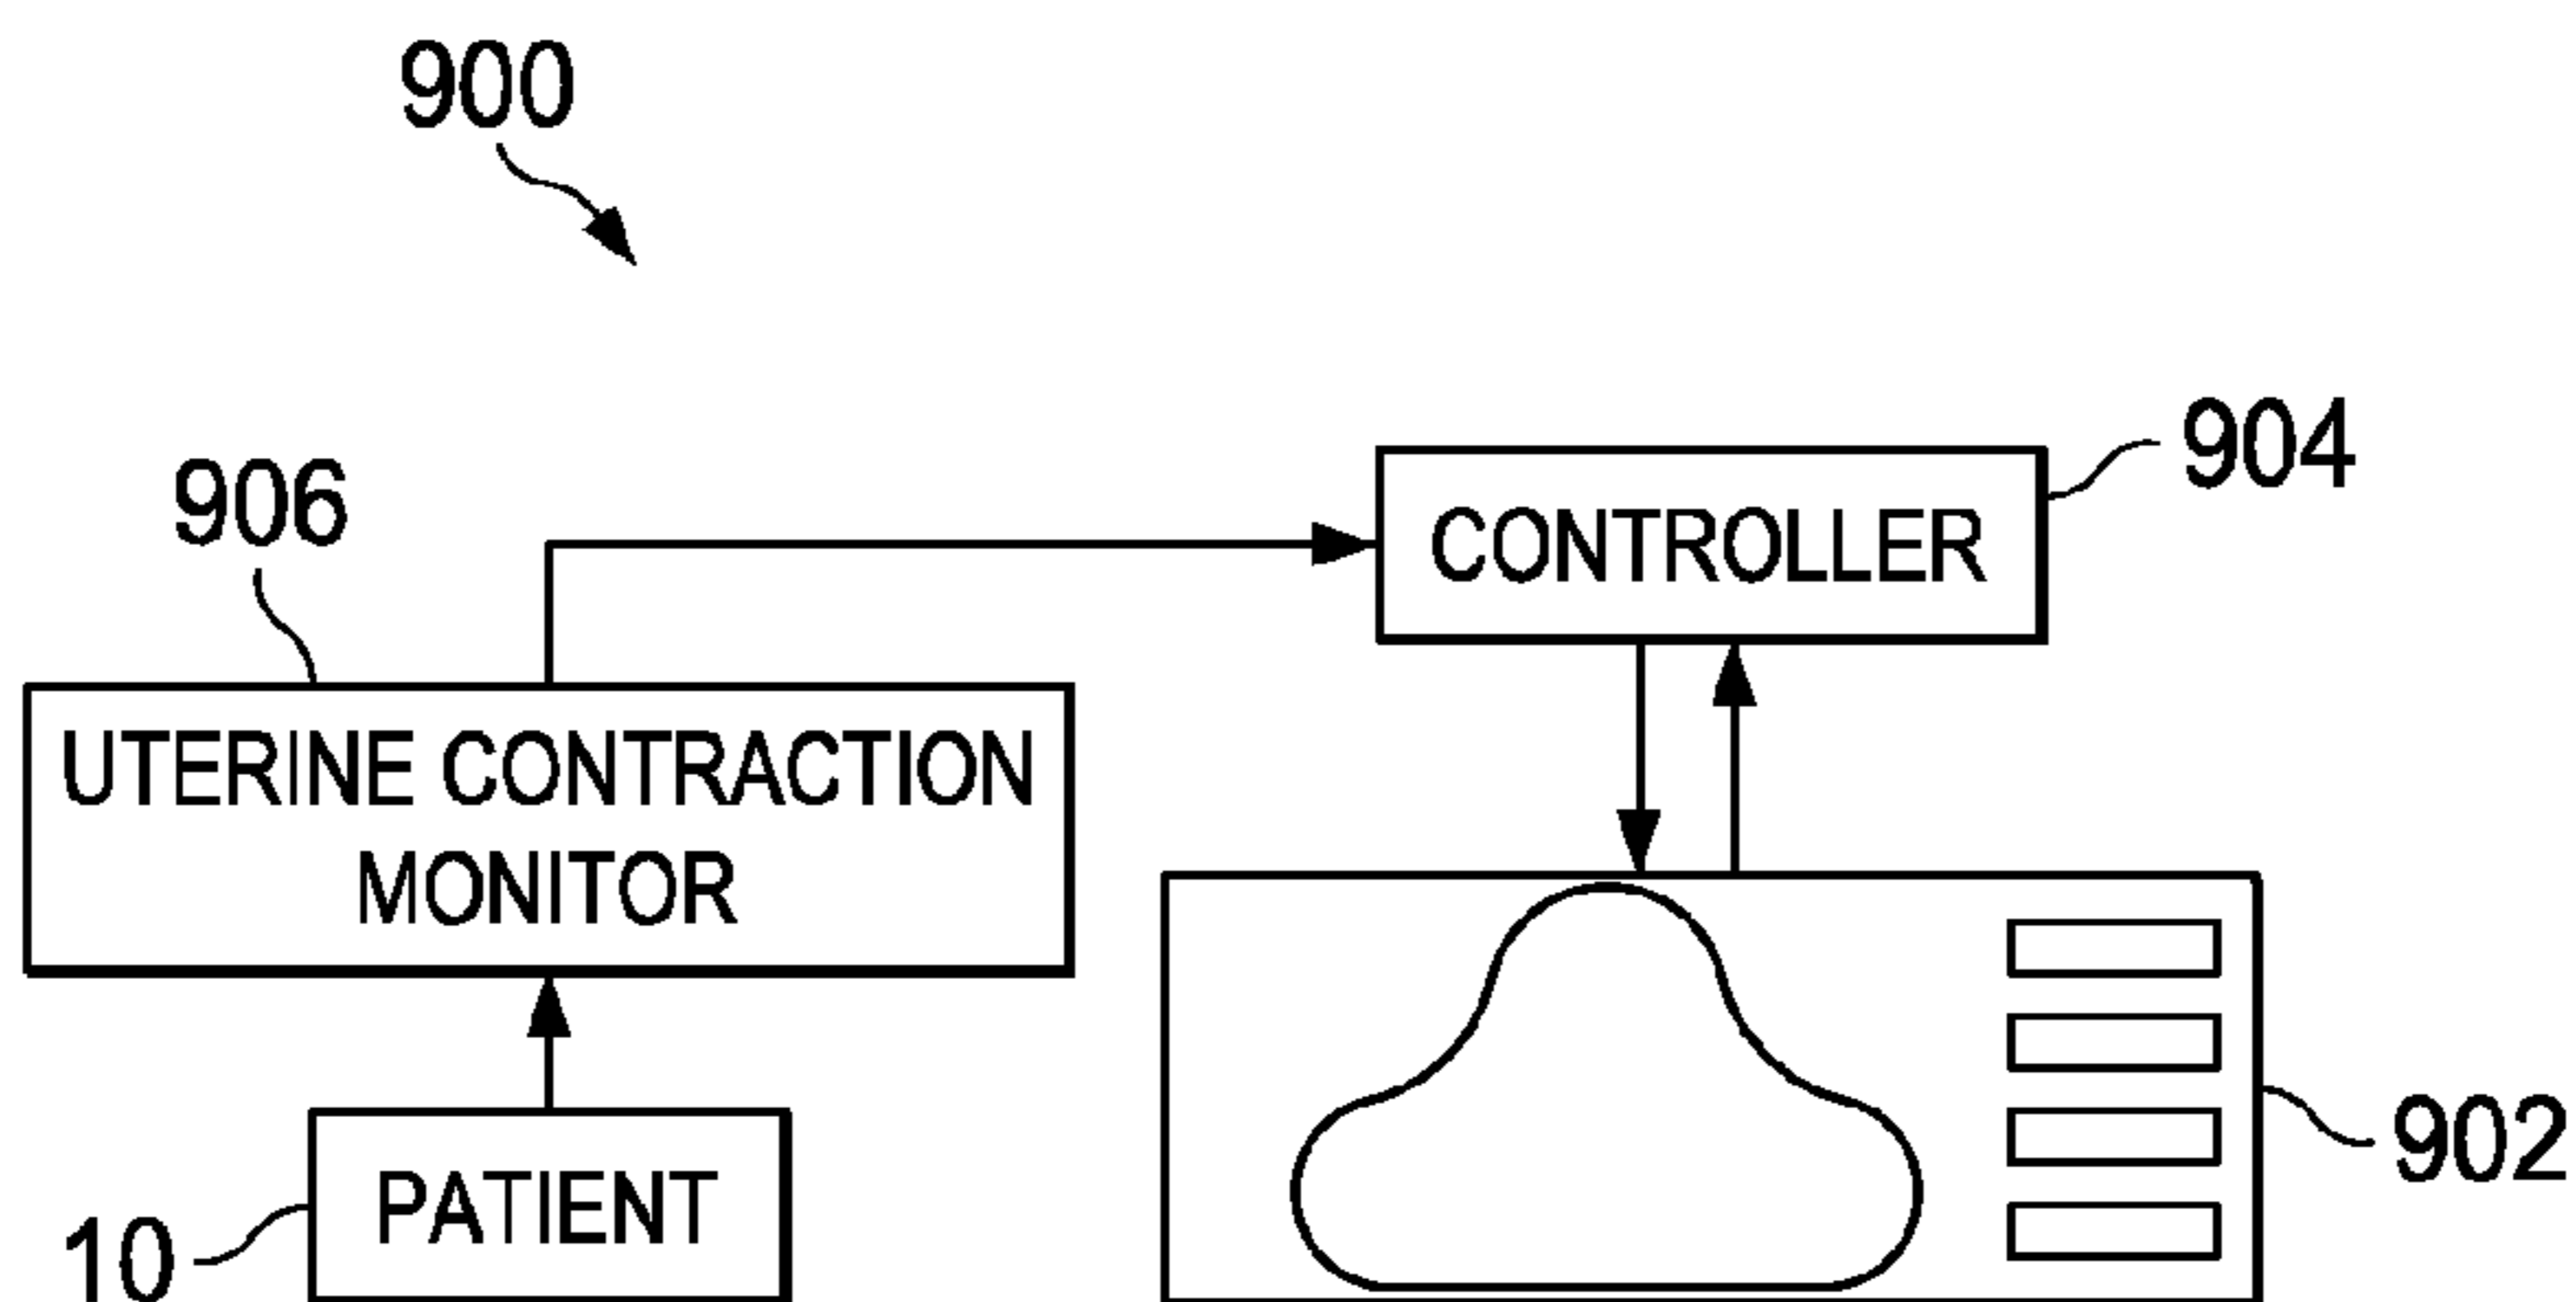 900
904
906
CONTROLLER
UTERINE CONTRACTION
MONITOR
902
PATIENT
10